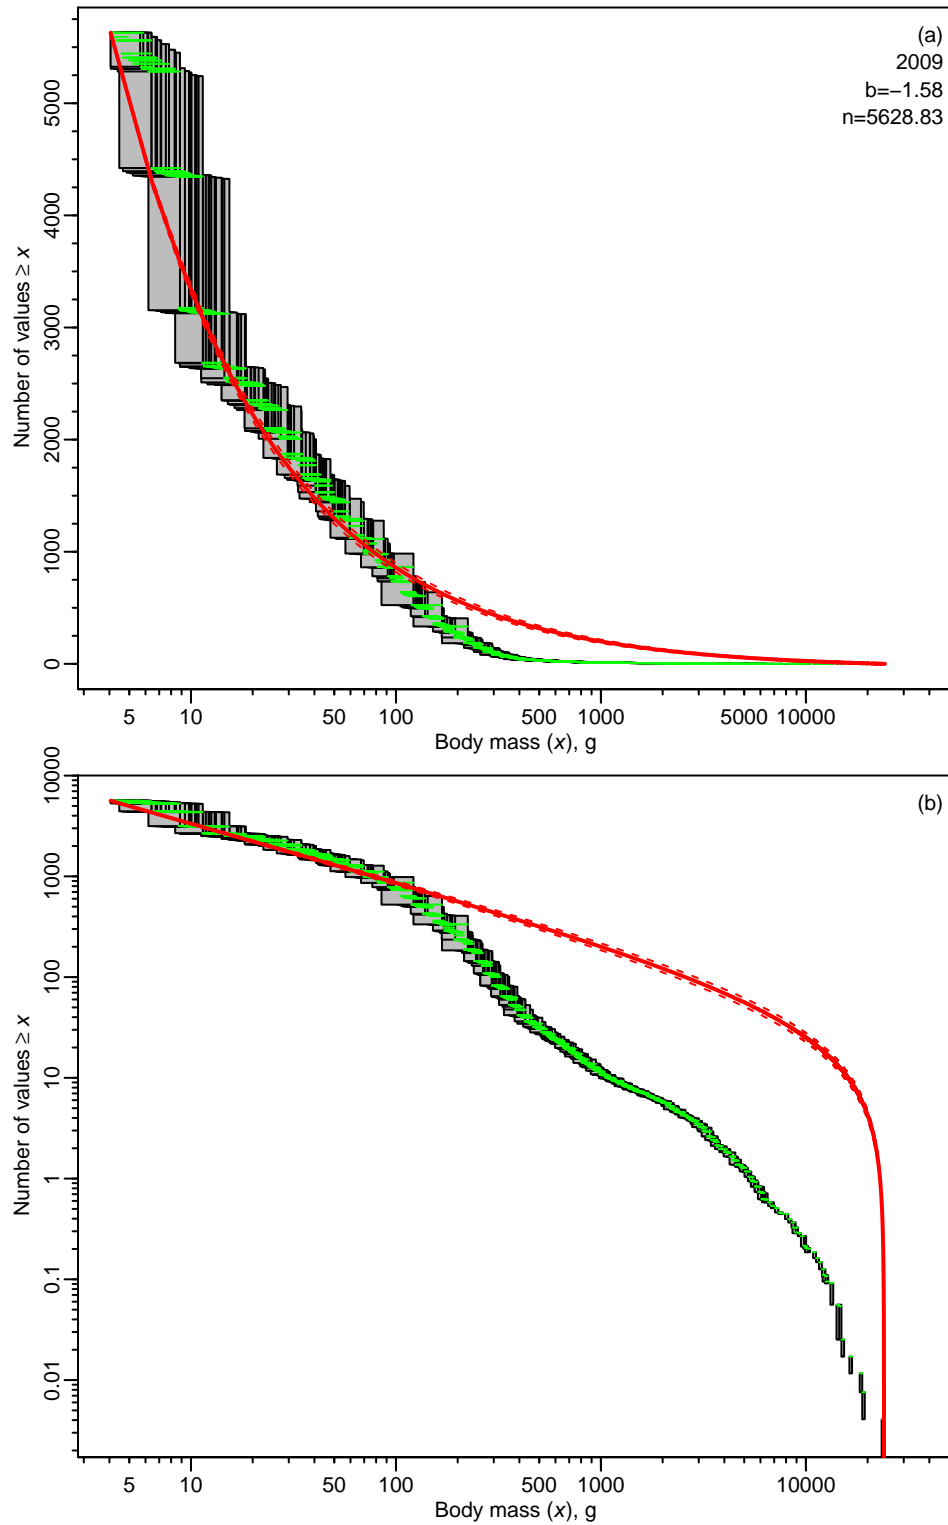 (a)
2009
b=−1.58
n=5628.83
Number of values ≥ x
5000
4000
3000
2000
1000
0
5 10 50 100 500 1000 5000 10000
Body mass (x), g
(b)
Number of values ≥ x
10000
1000
100
10
1
0.1
0.01
5 10 50 100 500 1000 10000
Body mass (x), g